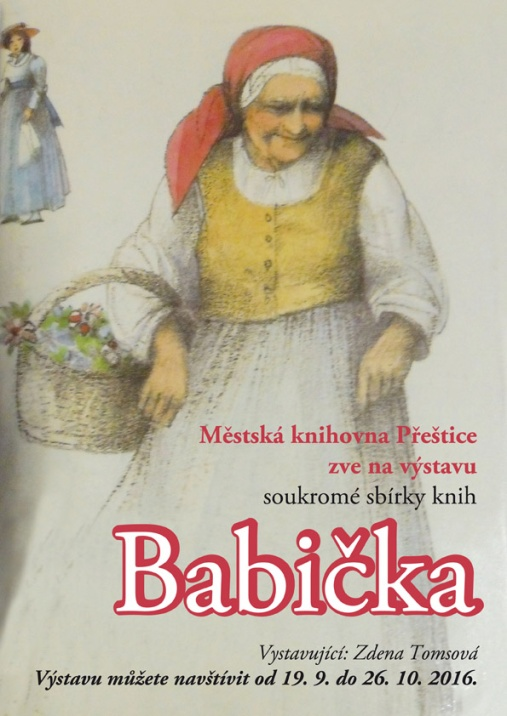 Městská knihovna Přeštice
zve na výstavu
soukromé sbírky knih
Babička
Vystavující: Zdena Tomsová
Výstavu můžete navštívit od 19. 9. do 26. 10. 2016.